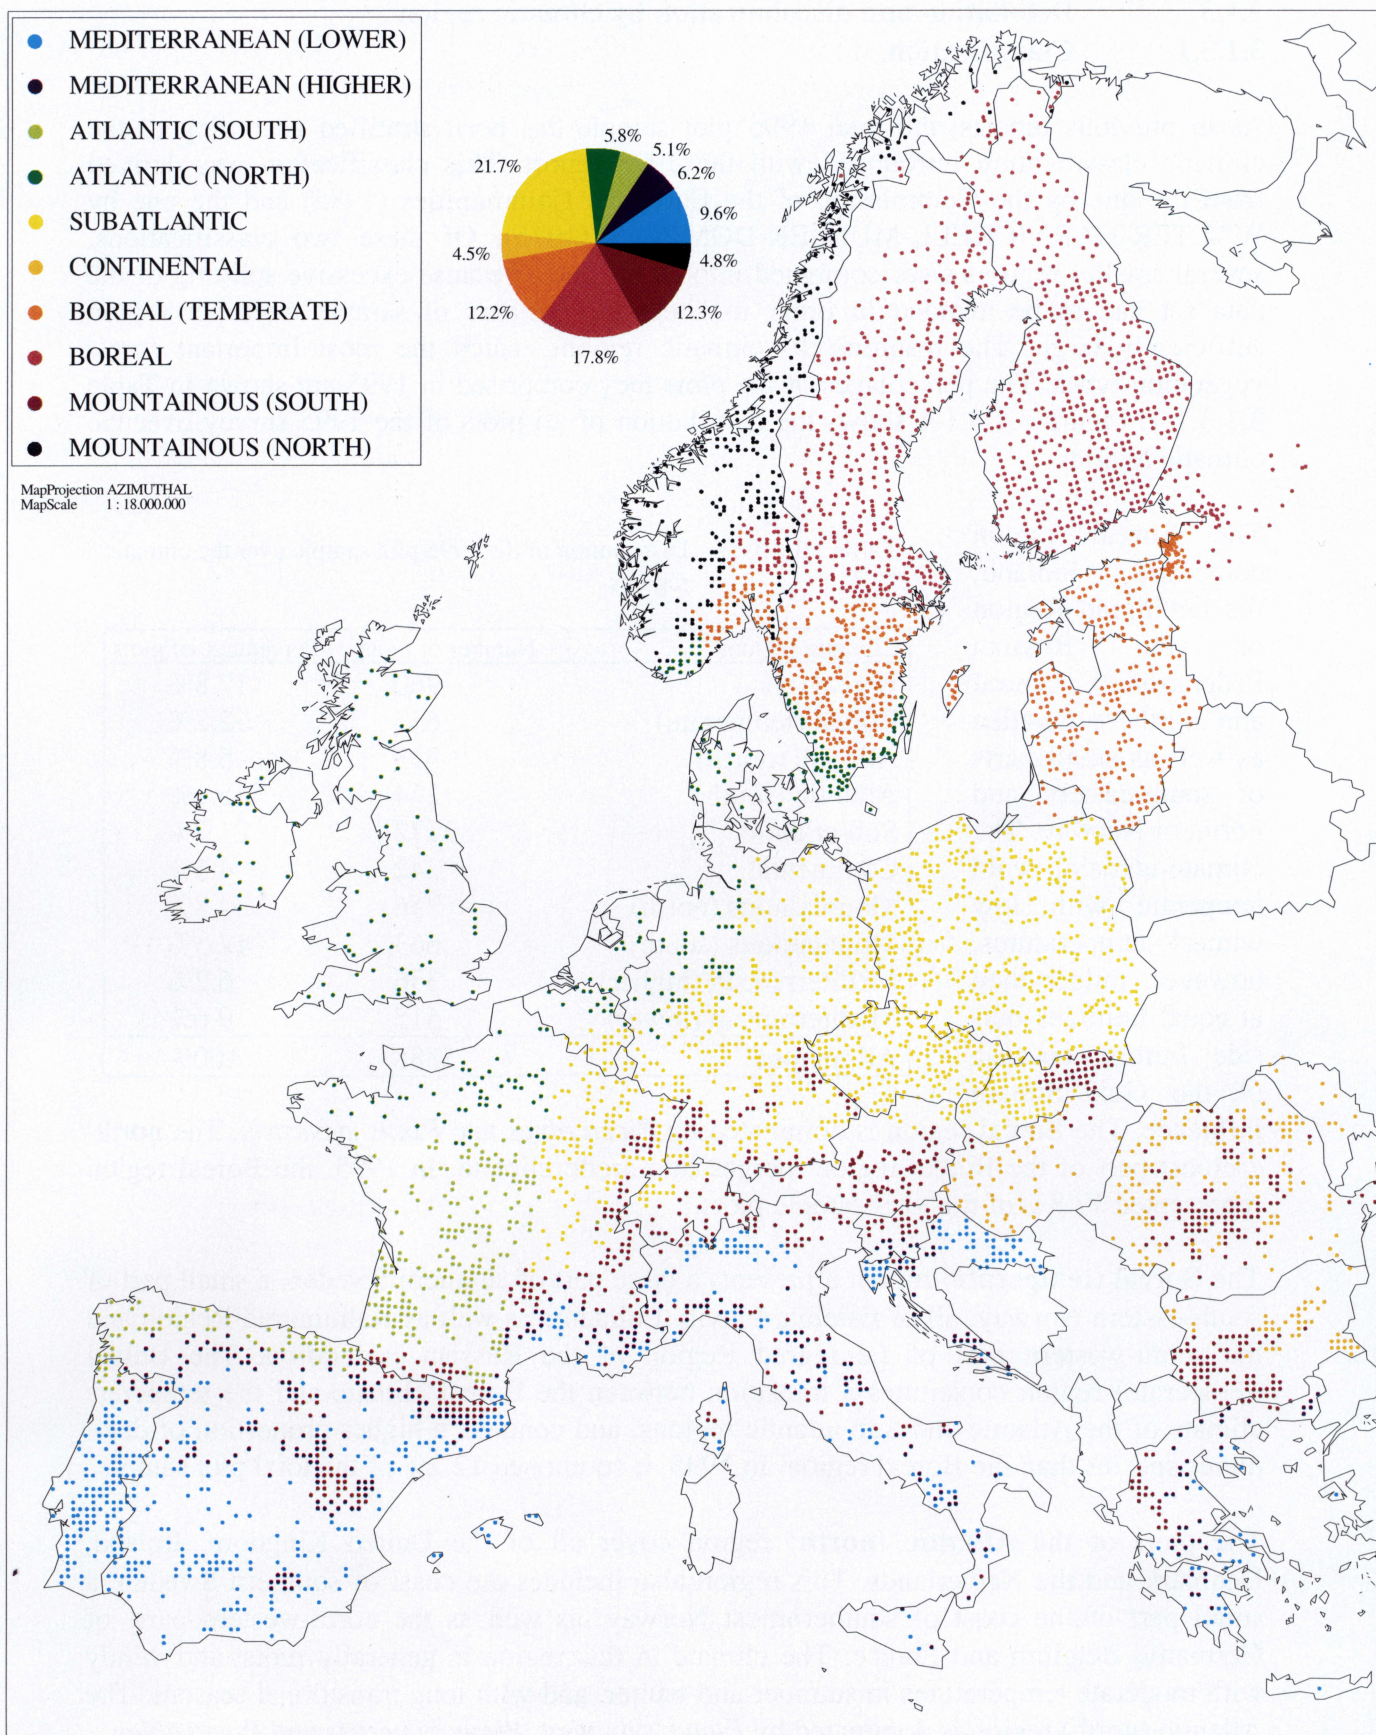 MEDITERRANEAN (LOWER)
MEDITERRANEAN (HIGHER)
ATLANTIC (SOUTH)
ATLANTIC (NORTH)
SUBATLANTIC
CONTINENTAL
BOREAL (TEMPERATE)
BOREAL
MOUNTAINOUS (SOUTH)
MOUNTAINOUS (NORTH)
5.8%
5.1%
21.7%
6.2%
9.6%
4.5%
4.8%
12.2%
12.3%
17.8%
MapProjection AZIMUTHAL
MapScale 1 : 18.000.000